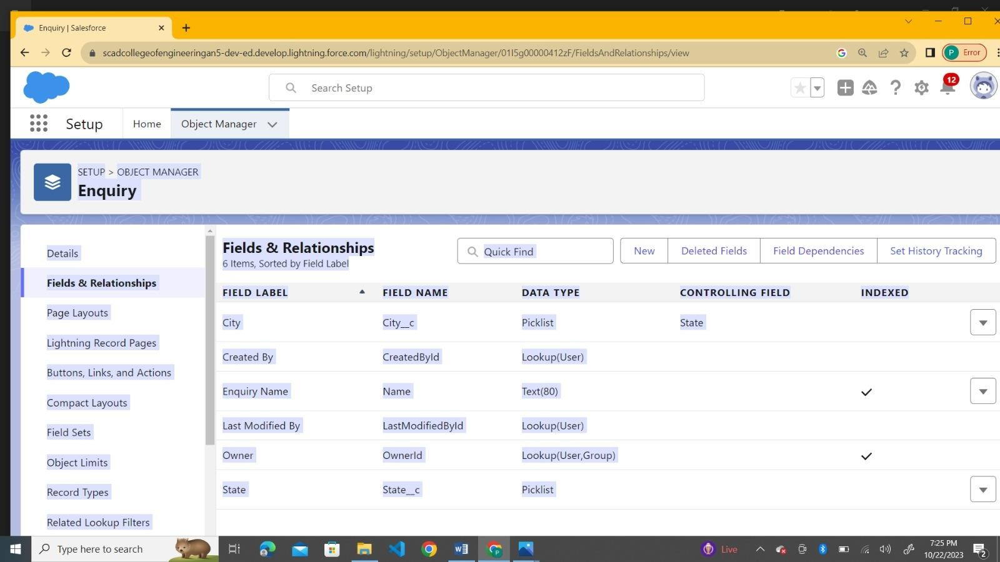 Enquiry | Salesforce
scadcollegeofengineeringan5-dev-ed.develop.lightning.force.com/lightning/setup/ObjectManager/01I5g00000412zF/FieldsAndRelationships/view
P Error
Search Setup
12
Setup Home Object Manager
SETUP > OBJECT MANAGER
Enquiry
Details
Fields & Relationships
Page Layouts
Lightning Record Pages
Buttons, Links, and Actions
Compact Layouts
Field Sets
Object Limits
Record Types
Related Lookup Filters
Fields & Relationships
6 Items, Sorted by Field Label
Quick Find
New Deleted Fields Field Dependencies Set History Tracking
FIELD LABEL FIELD NAME DATA TYPE CONTROLLING FIELD INDEXED
City City__c Picklist State
Created By CreatedById Lookup(User)
Enquiry Name Name Text(80)
Last Modified By LastModifiedById Lookup(User)
Owner OwnerId Lookup(User,Group)
State State__c Picklist
Type here to search
Live
7:25 PM
10/22/2023
2